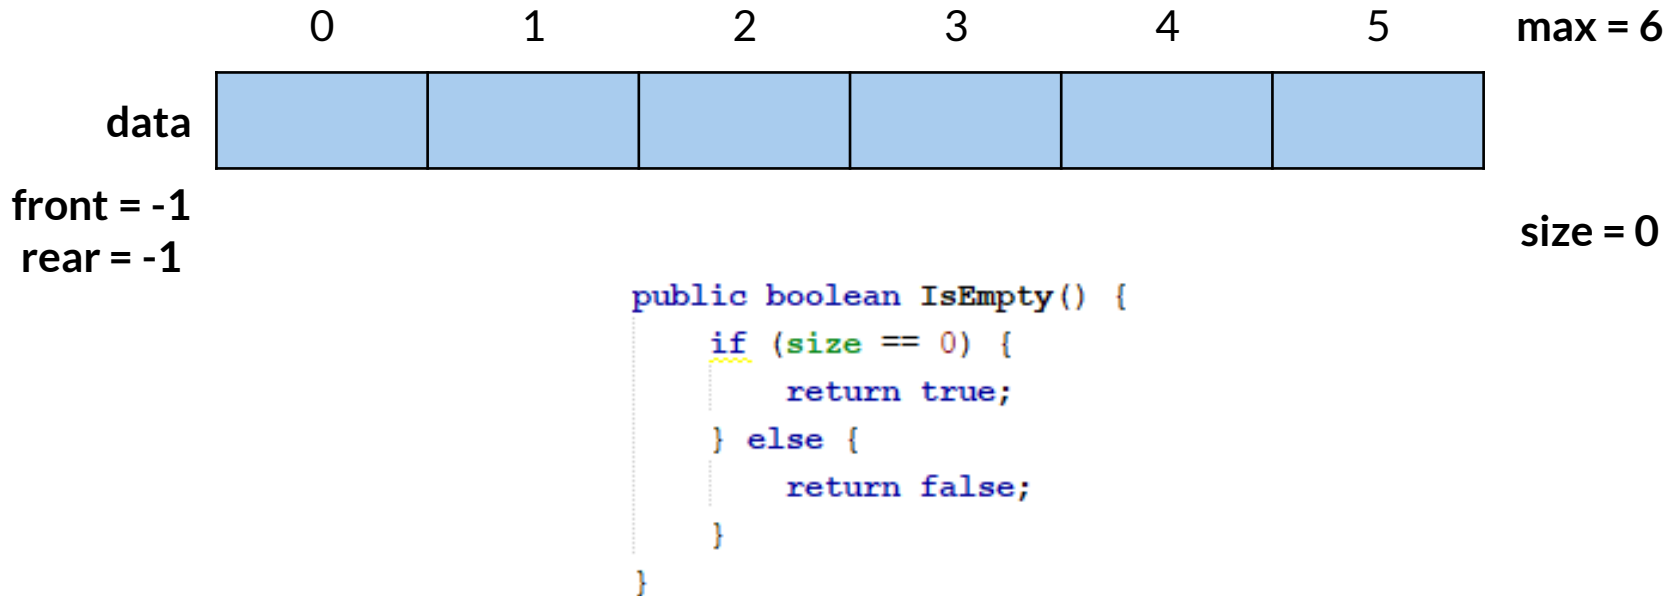 0 1 2 3 4 5 max = 6
data
front = -1
rear = -1
size = 0
public boolean IsEmpty() {
if (size == 0) {
return true;
} else {
return false;
}
}